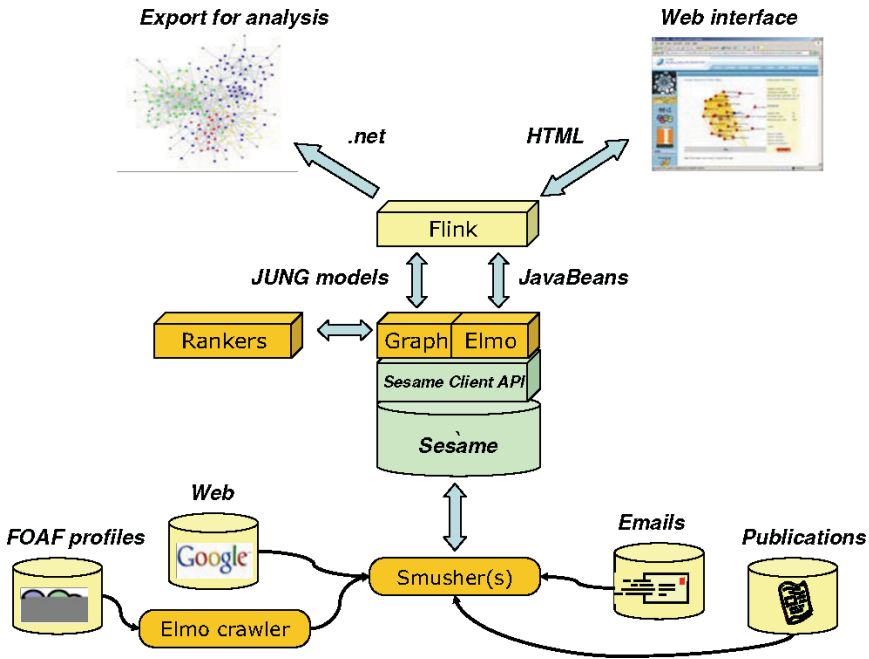 Export for analysis
Web interface
.net
HTML
Flink
JUNG models
JavaBeans
Rankers
Graph
Elmo
Sesame Client API
Sesame
Web
FOAF profiles
Google
Emails
Publications
Smusher(s)
Elmo crawler